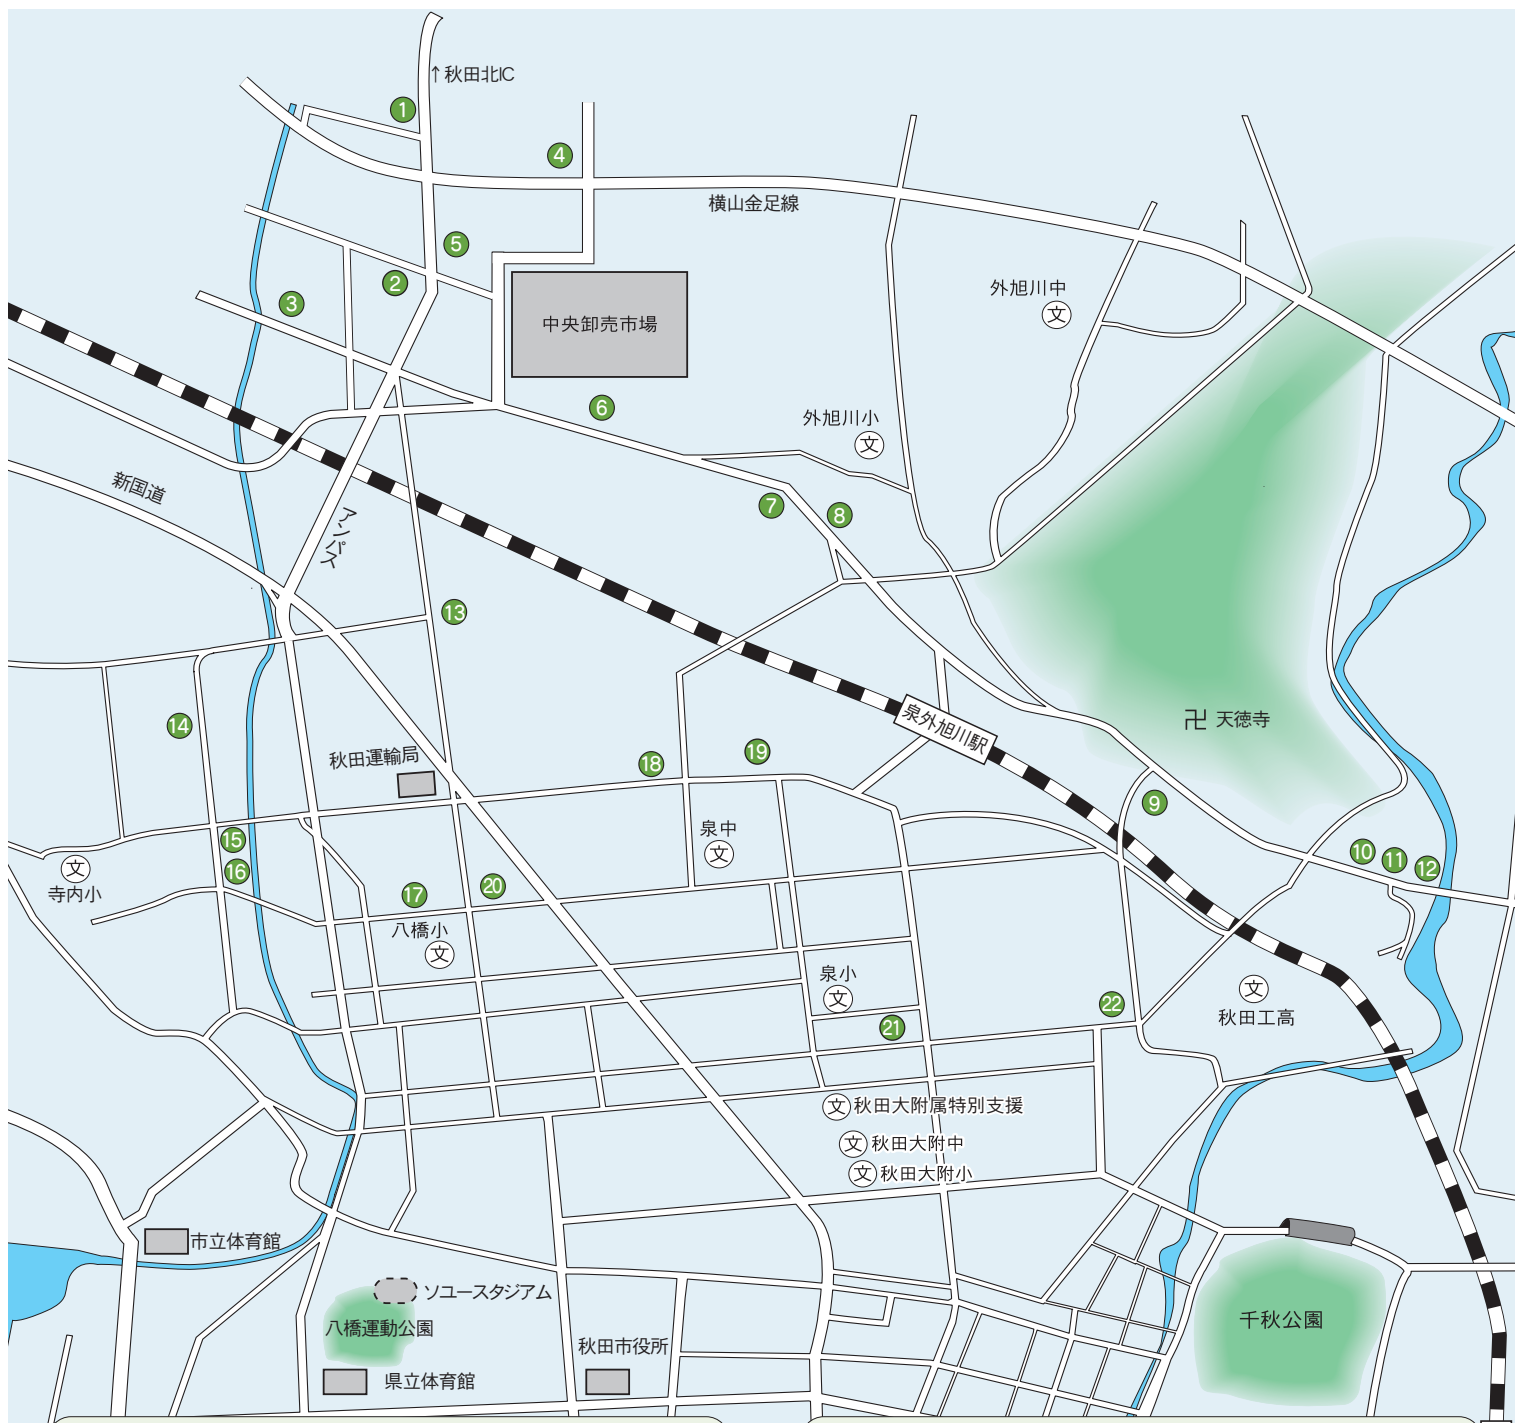 ↑秋田北IC
1
4
横山金足線
5
2
3
外旭川中
文
中央卸売市場
6
外旭川小
文
新国道
アンパス
7
8
13
泉外旭川駅
卍 天徳寺
14
秋田運輸局
18
19
9
泉中
文
15
16
10
11
12
文
寺内小
17
20
八橋小
文
泉小
文
21
22
文
秋田工高
文 秋田大附属特別支援
文 秋田大附中
文 秋田大附小
市立体育館
ソユースタジアム
八橋運動公園
千秋公園
秋田市役所
県立体育館